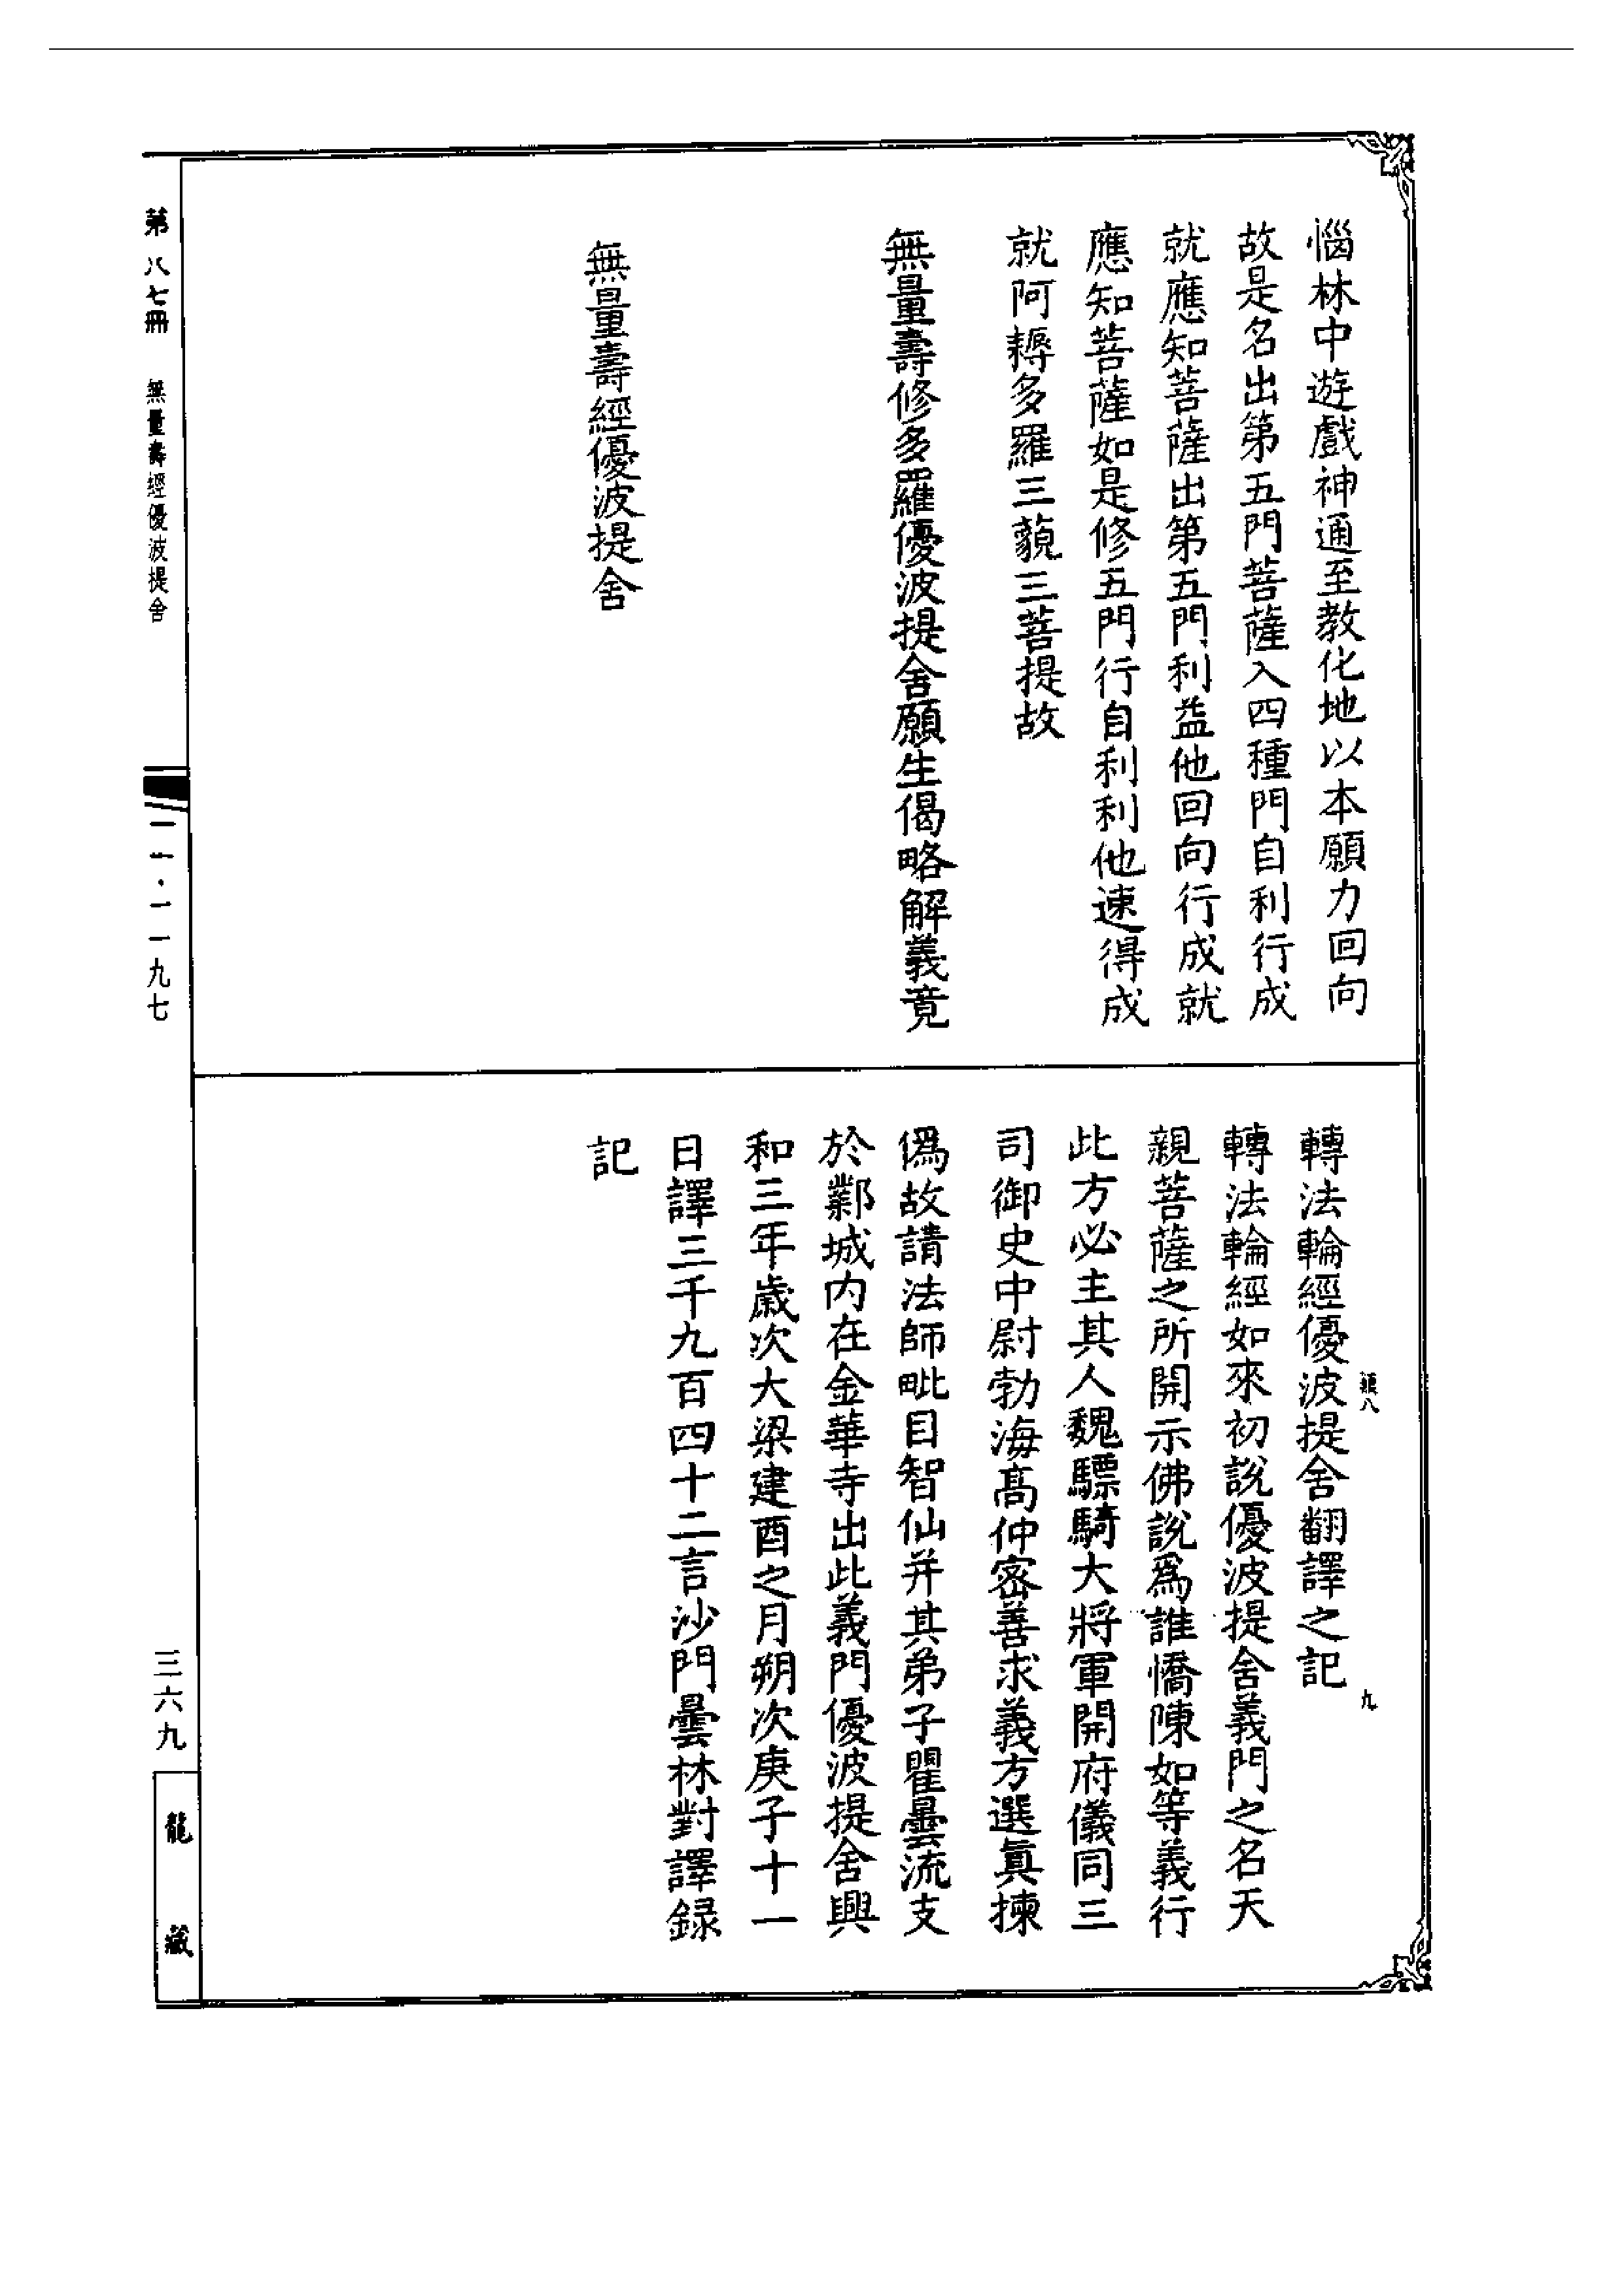 惱林中遊戲神通至教化地以本願力回向
故是名出第五門菩薩入四種門自利行成
就應知菩薩出第五門利益他回向行成就
應知菩薩如是修五門行自利利他速得成
就阿耨多羅三藐三菩提故
無量壽修多羅優波提舍願生偈略解義竟
無量壽經優波提舍
轉法輪經優波提舍翻譯之記
九
轉法輪經如來初說優波提舍義門之名天
親菩薩之所開示佛說爲誰憍陳如等義行
此方必主其人魏驃騎大將軍開府儀同三
司御史中尉勃海高仲密善求義方選真揀
僞故請法師毗目智仙并其弟子瞿曇流支
於鄴城内在金華寺出此義門優波提舍興
和三年歲次大梁建酉之月朔次庚子十一
日譯三千九百四十二言沙門曇林對譯録
記
第八七冊 無量壽經優波提舍
一一·一一九七
三六九
龍藏